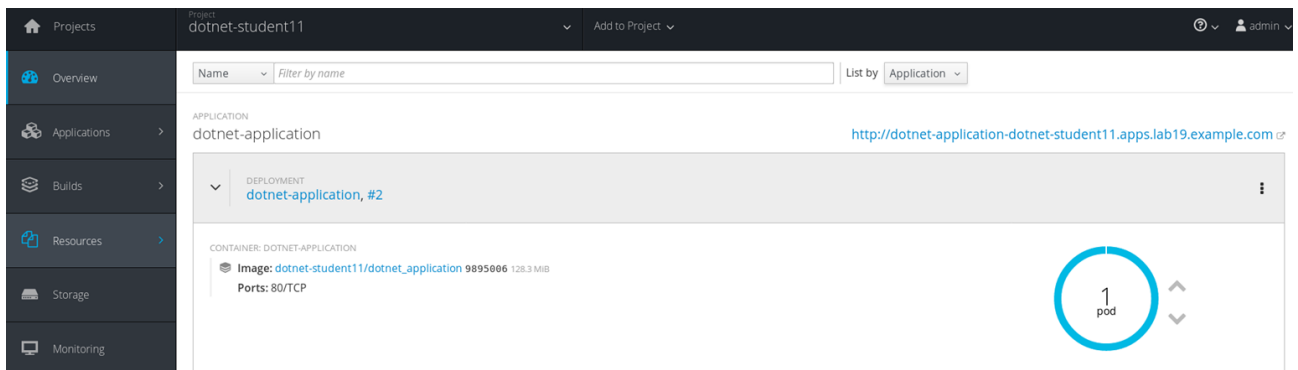 Projects
Project
dotnet-student11
Add to Project
admin
Overview
Name
Filter by name
List by
Application
Applications
APPLICATION
dotnet-application
http://dotnet-application-dotnet-student11.apps.lab19.example.com
Builds
DEPLOYMENT
dotnet-application, #2
Resources
CONTAINER: DOTNET-APPLICATION
Image: dotnet-student11/dotnet_application 9895006 128.3 MiB
Ports: 80/TCP
1
pod
Storage
Monitoring